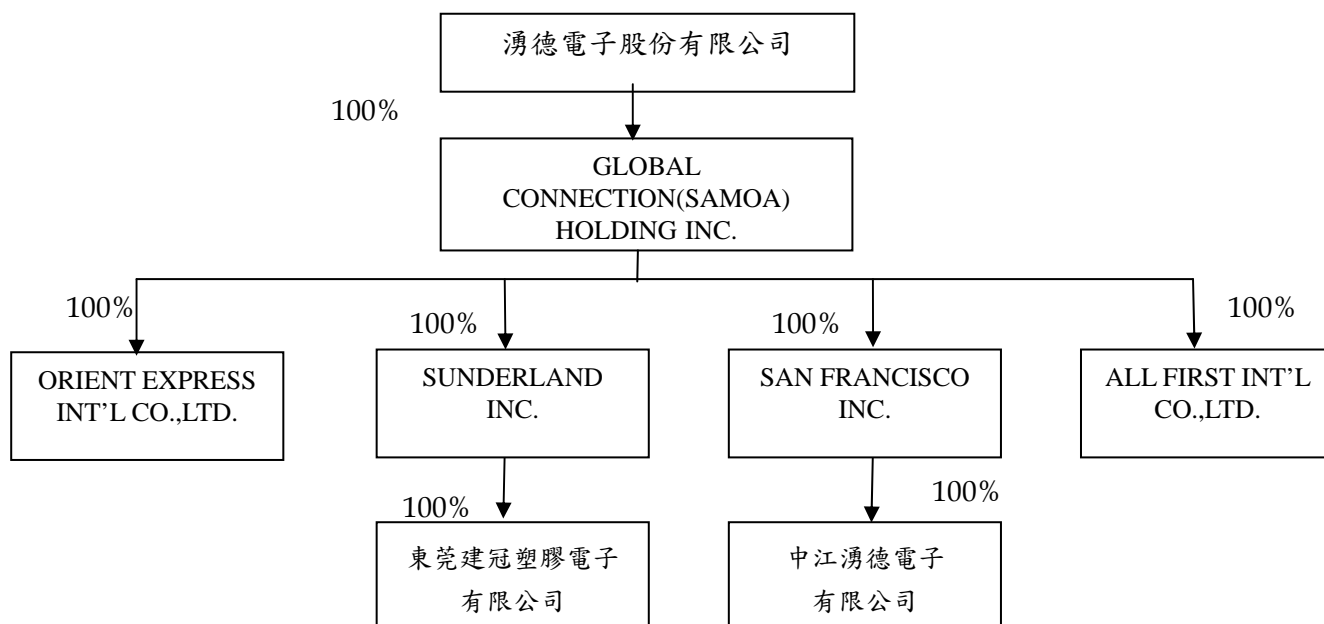 湧德電子股份有限公司
100%
GLOBAL
CONNECTION(SAMOA)
HOLDING INC.
100%
100%
100%
100%
ORIENT EXPRESS
INT’L CO.,LTD.
SUNDERLAND
INC.
SAN FRANCISCO
INC.
ALL FIRST INT’L
CO.,LTD.
100%
100%
東莞建冠塑膠電子
有限公司
中江湧德電子
有限公司